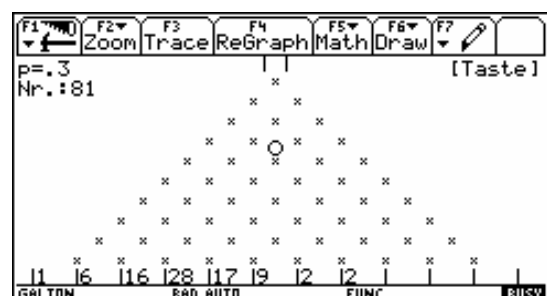 F1 F2 Zoom F3 Trace F4 ReGraph F5 Math F6 Draw F7
p=.3 [Taste]
Nr.:81
|1 |6 |16 |28 |17 |9 |2 |2 | | | |
GALTON RAD AUTO FUNC BUSY